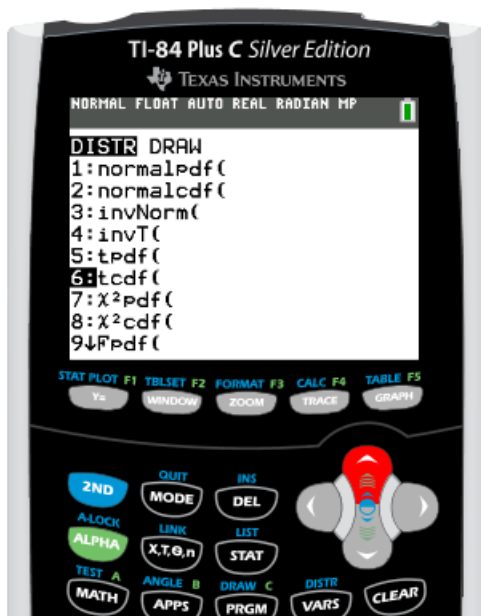 TI-84 Plus C Silver Edition
TEXAS INSTRUMENTS
NORMAL FLOAT AUTO REAL RADIAN MP
DISTR DRAW
1:normalpdf(
2:normalcdf(
3:invNorm(
4:invT(
5:tpdf(
6:tcdf(
7:χ²pdf(
8:χ²cdf(
9↓Fpdf(
STAT PLOT F1 TBLSET F2 FORMAT F3 CALC F4 TABLE F5
Y= WINDOW ZOOM TRACE GRAPH
QUIT INS
2ND MODE DEL
A-LOCK LINK LIST
ALPHA X,T,Θ,n STAT
TEST A ANGLE B DRAW C DISTR
MATH APPS PRGM VARS CLEAR